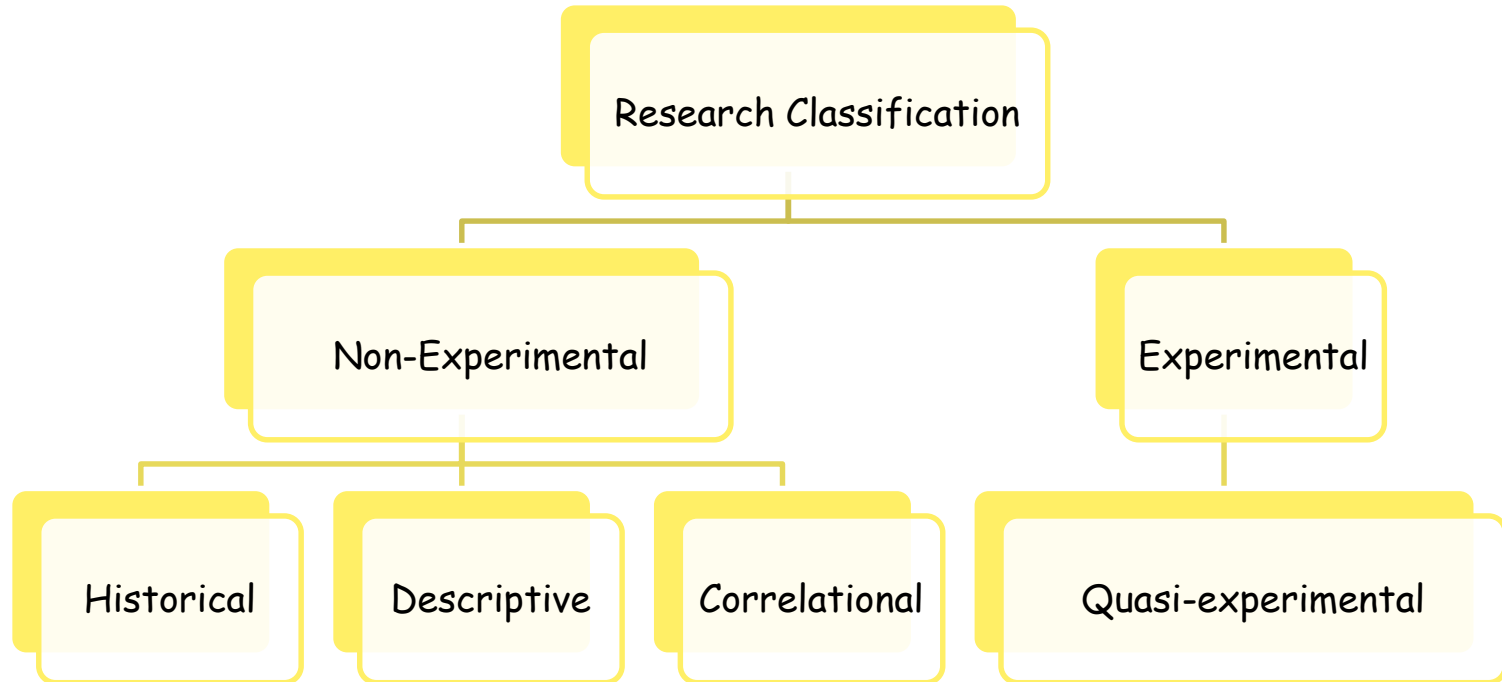 Research Classification
Non-Experimental
Experimental
Historical
Descriptive
Correlational
Quasi-experimental